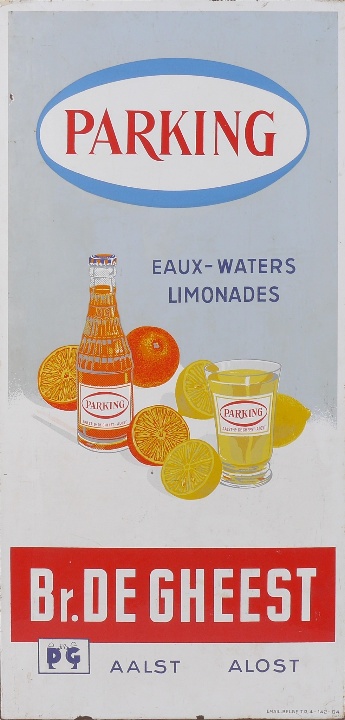 PARKING
EAUX-WATERS
LIMONADES
PARKING
PARKING
Br. DE GHEEST
PG
AALST ALOST